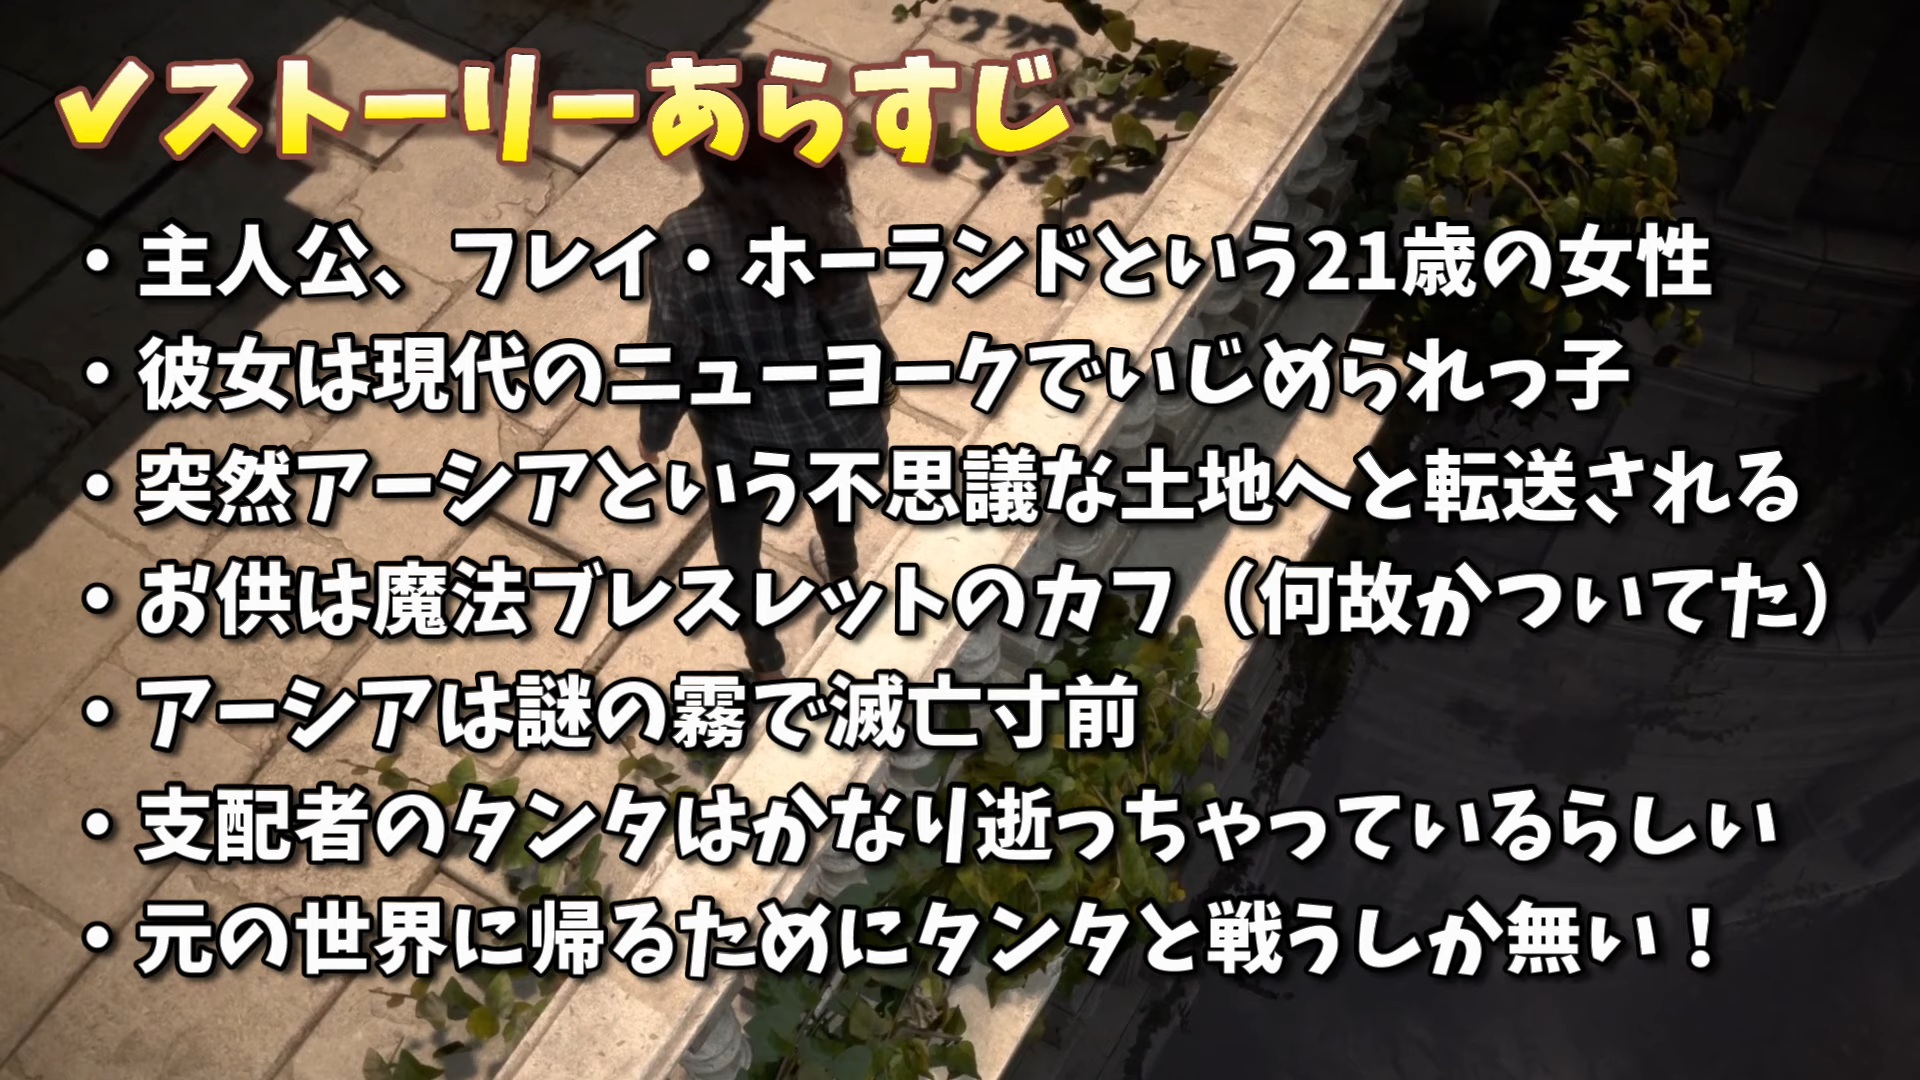 ✓ストーリーあらすじ
・主人公、フレイ・ホーランドという21歳の女性
・彼女は現代のニューヨークでいじめられっ子
・突然アーシアという不思議な土地へと転送される
・お供は魔法ブレスレットのカフ（何故かついてた）
・アーシアは謎の霧で滅亡寸前
・支配者のタンタはかなり逝っちゃっているらしい
・元の世界に帰るためにタンタと戦うしか無い！